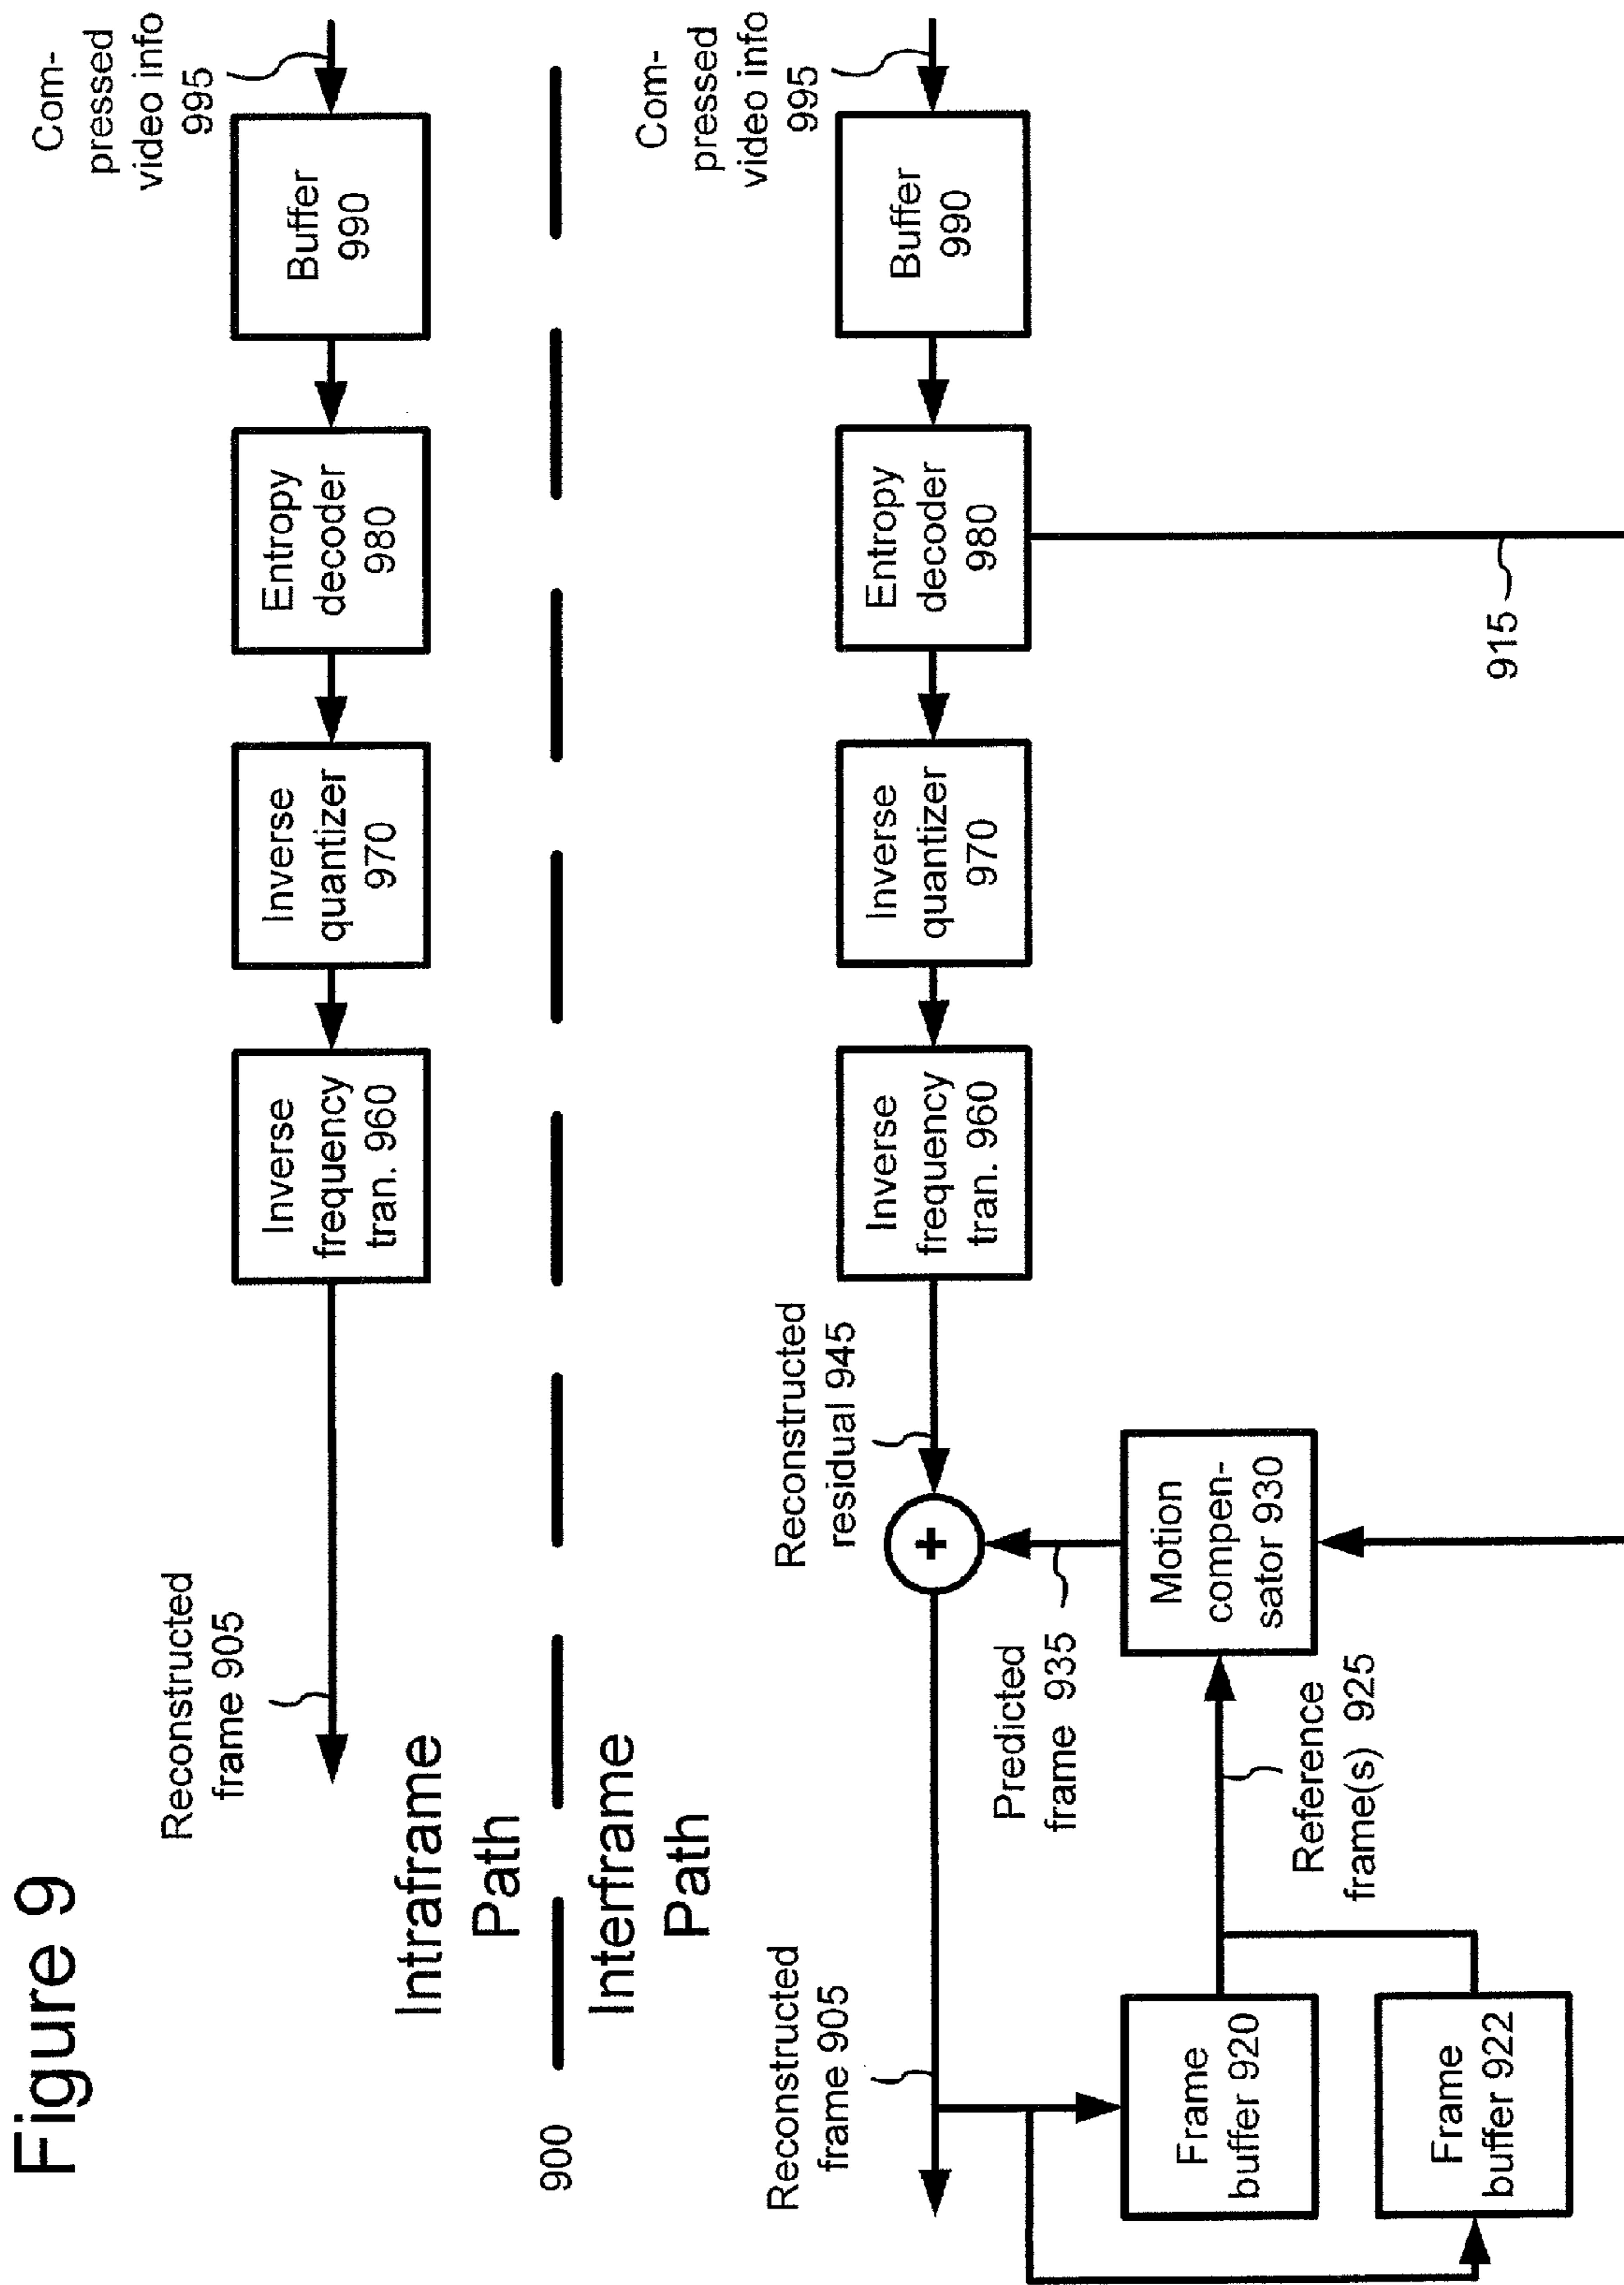 Figure 9
Reconstructed
frame 905
Inverse
frequency
tran. 960
Inverse
quantizer
970
Entropy
decoder
980
Buffer
990
Com-
pressed
video info
995
Intraframe
Path
900
Interframe
Path
Reconstructed
frame 905
Reconstructed
residual 945
Inverse
frequency
tran. 960
Inverse
quantizer
970
Entropy
decoder
980
Buffer
990
Com-
pressed
video info
995
Predicted
frame 935
Frame
buffer 920
Motion
compen-
sator 930
Reference
frame(s) 925
Frame
buffer 922
915